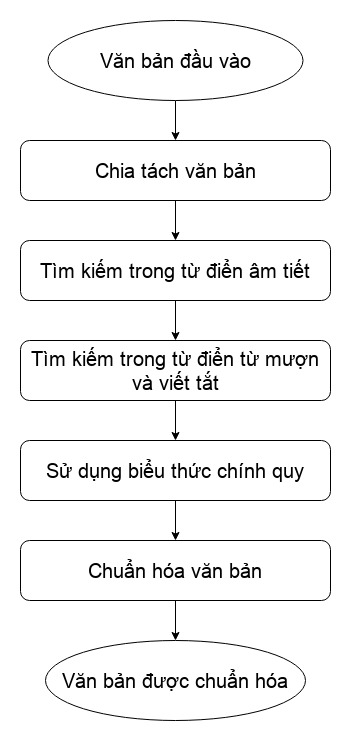 Văn bản đầu vào
Chia tách văn bản
Tìm kiếm trong từ điển âm tiết
Tìm kiếm trong từ điển từ mượn
và viết tắt
Sử dụng biểu thức chính quy
Chuẩn hóa văn bản
Văn bản được chuẩn hóa